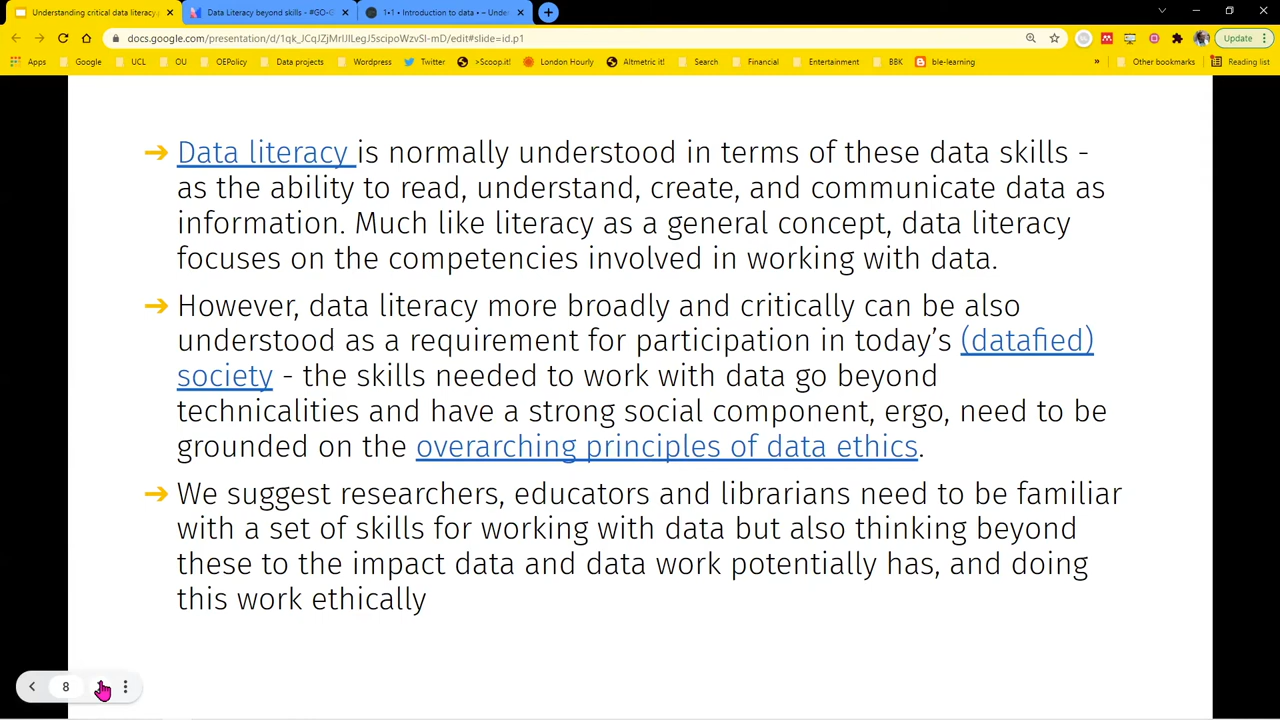 Understanding critical data literacy
Data Literacy beyond skills - #GO-G
1•1 • Introduction to data • – Unde
docs.google.com/presentation/d/1qk_JCqJZjMrIJILegJ5scipoWzvSI-mD/edit#slide=id.p1
Update
Apps
Google
UCL
OU
OEPolicy
Data projects
Wordpress
Twitter
>Scoop.it!
London Hourly
Altmetric it!
Search
Financial
Entertainment
BBK
ble-learning
»
Other bookmarks
Reading list
➔ Data literacy is normally understood in terms of these data skills -
as the ability to read, understand, create, and communicate data as
information. Much like literacy as a general concept, data literacy
focuses on the competencies involved in working with data.
➔ However, data literacy more broadly and critically can be also
understood as a requirement for participation in today’s (datafied)
society - the skills needed to work with data go beyond
technicalities and have a strong social component, ergo, need to be
grounded on the overarching principles of data ethics.
➔ We suggest researchers, educators and librarians need to be familiar
with a set of skills for working with data but also thinking beyond
these to the impact data and data work potentially has, and doing
this work ethically
8